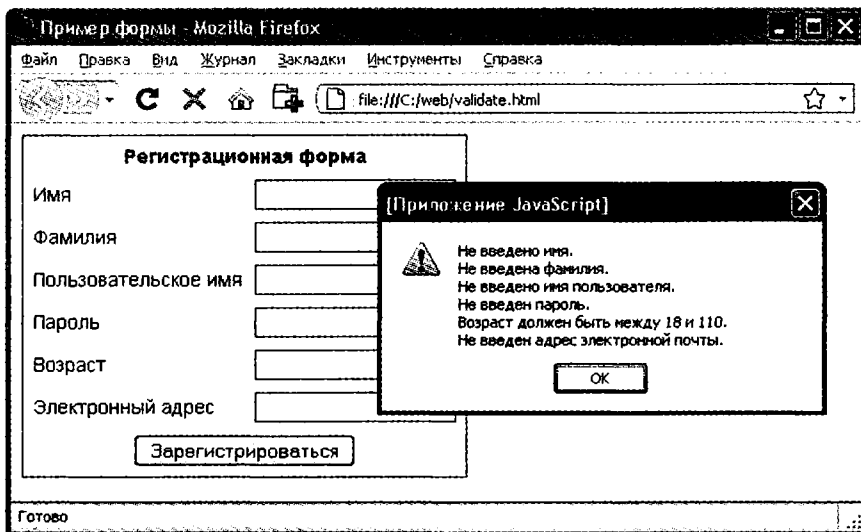 Пример формы - Mozilla Firefox
Файл Правка Вид Журнал Закладки Инструменты Справка
file:///C:/web/validate.html
Регистрационная форма
Имя
Фамилия
Пользовательское имя
Пароль
Возраст
Электронный адрес
Зарегистрироваться
[Приложение JavaScript]
Не введено имя.
Не введена фамилия.
Не введено имя пользователя.
Не введен пароль.
Возраст должен быть между 18 и 110.
Не введен адрес электронной почты.
OK
Готово